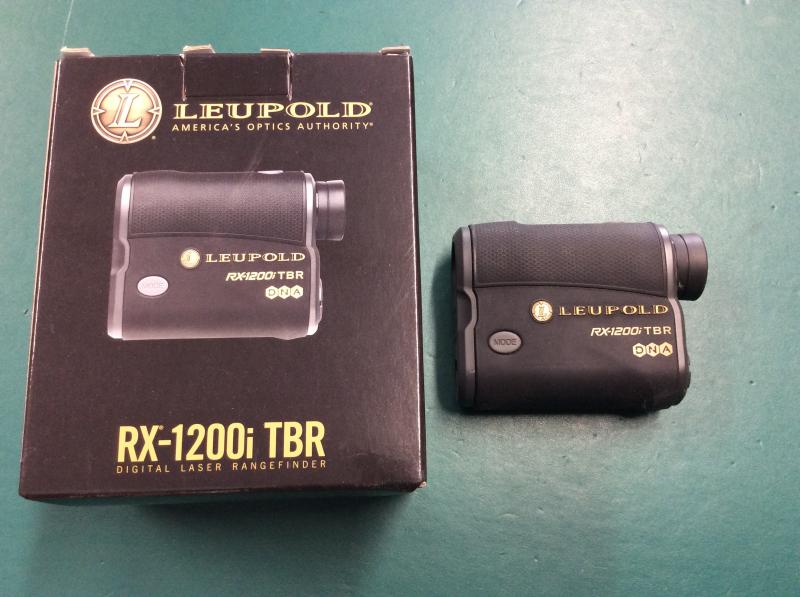 L LEUPOLD®
AMERICA'S OPTICS AUTHORITY®
L LEUPOLD
RX-1200i TBR
MODE
DNA
RX®-1200i TBR
DIGITAL LASER RANGEFINDER
L LEUPOLD
RX-1200i TBR
MODE
DNA